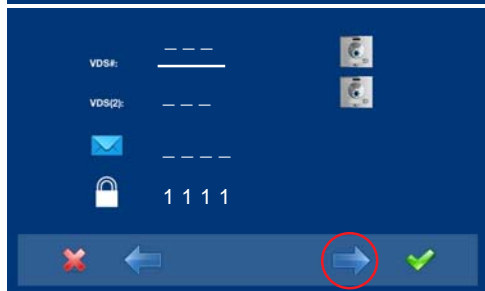 VDS#: _ _ _
VDS(2): _ _ _
_ _ _ _
1 1 1 1